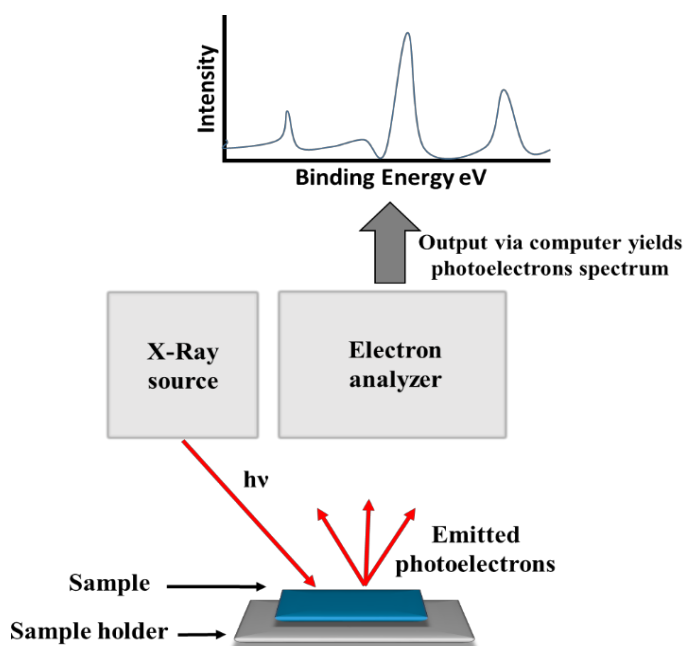 Intensity
Binding Energy eV
Output via computer yields
photoelectrons spectrum
X-Ray
source
Electron
analyzer
hν
Emitted
photoelectrons
Sample
Sample holder